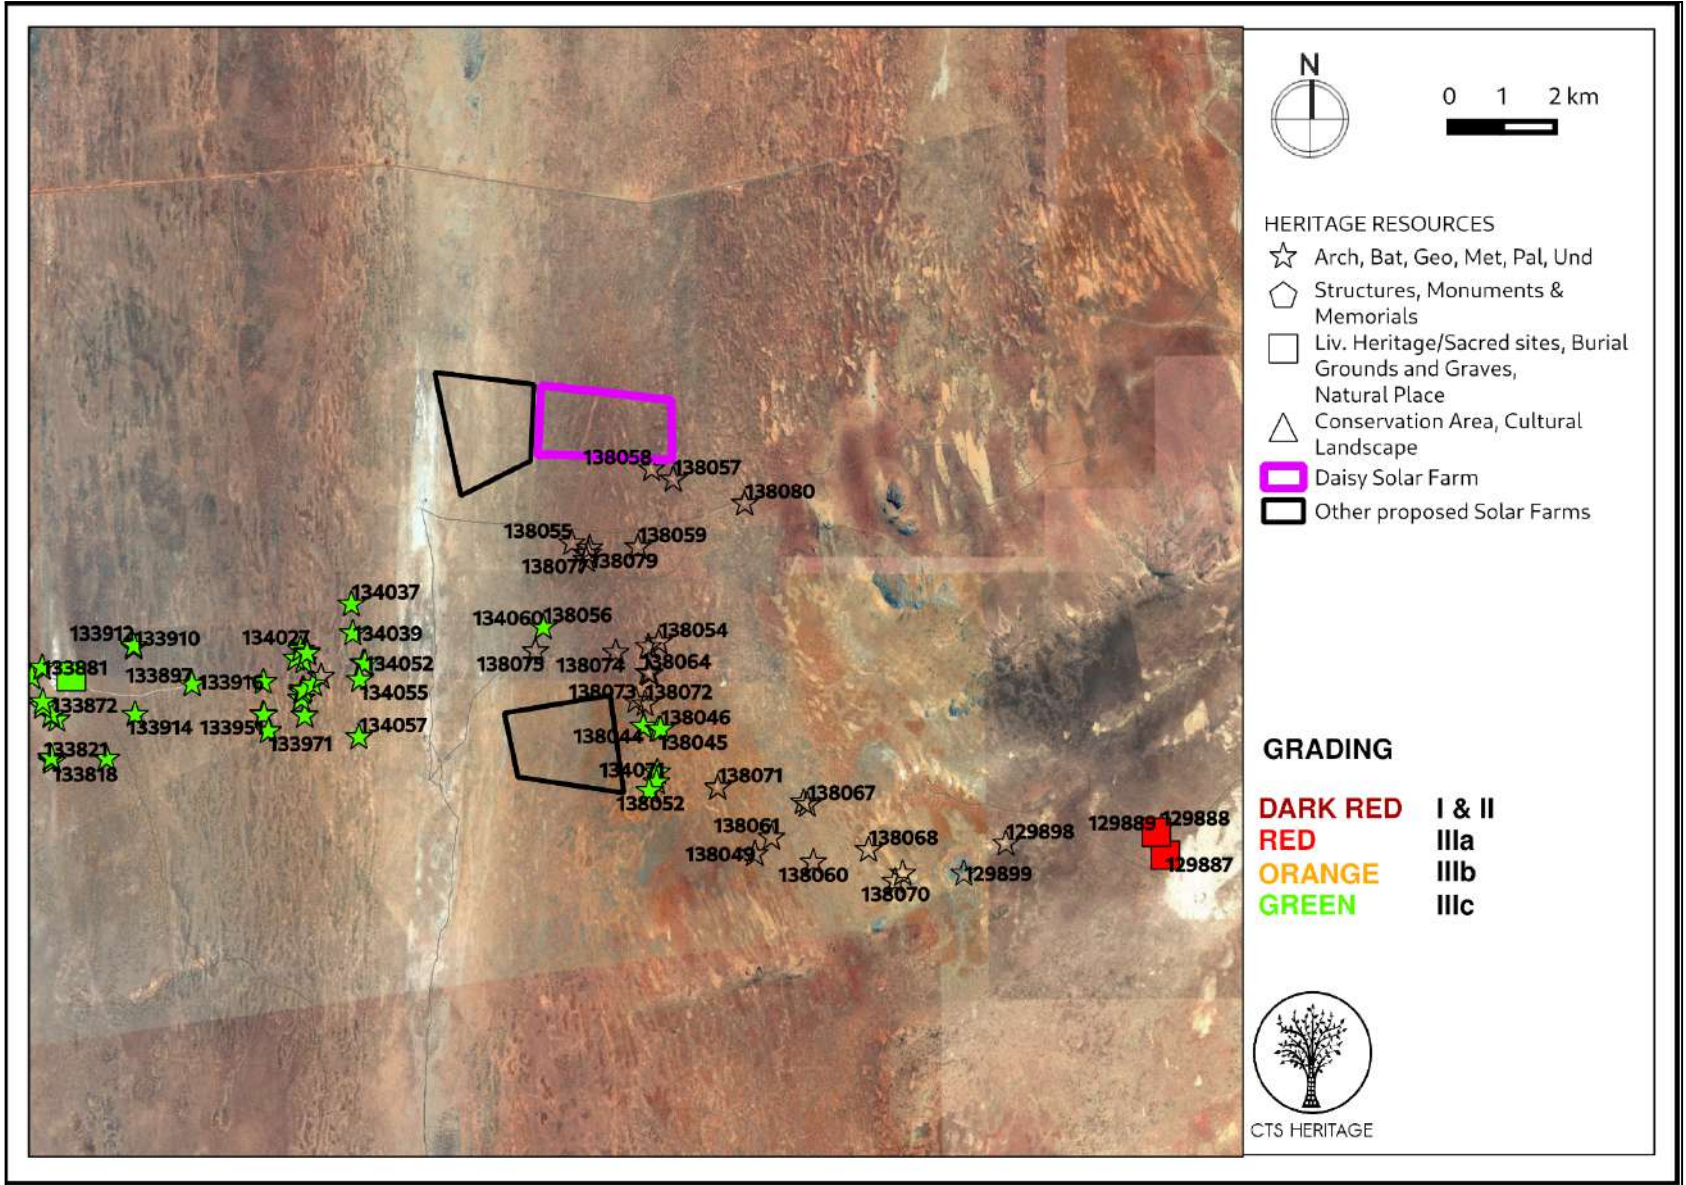 N
0 1 2 km
HERITAGE RESOURCES
Arch, Bat, Geo, Met, Pal, Und
Structures, Monuments &
Memorials
Liv. Heritage/Sacred sites, Burial
Grounds and Graves,
Natural Place
Conservation Area, Cultural
Landscape
Daisy Solar Farm
Other proposed Solar Farms
GRADING
DARK RED I & II
RED IIIa
ORANGE IIIb
GREEN IIIc
CTS HERITAGE
138058
138057
138080
138055
138059
138077
138079
134037
134060
138056
133912
133910
134027
134039
138054
138075
138074
138064
133881
134052
133897
133916
134055
138073
138072
133872
133914
134057
138046
138044
138045
133971
133821
133818
134071
138071
138052
138067
138061
138068
129898
129889
129888
138049
138060
129899
129887
138070